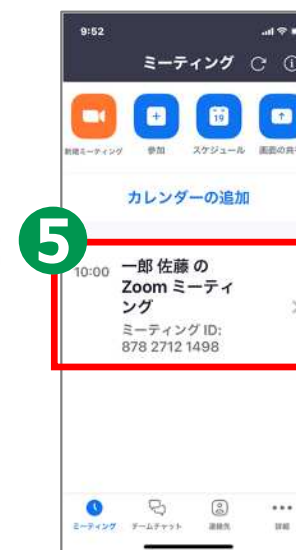 9:52
ミーティング
19
新規ミーティング
参加
スケジュール
画面の共
カレンダーの追加
5
10:00
一郎 佐藤 の
Zoom ミーティ
ング
ミーティング ID:
878 2712 1498
ミーティング
チームチャット
連絡先
詳細